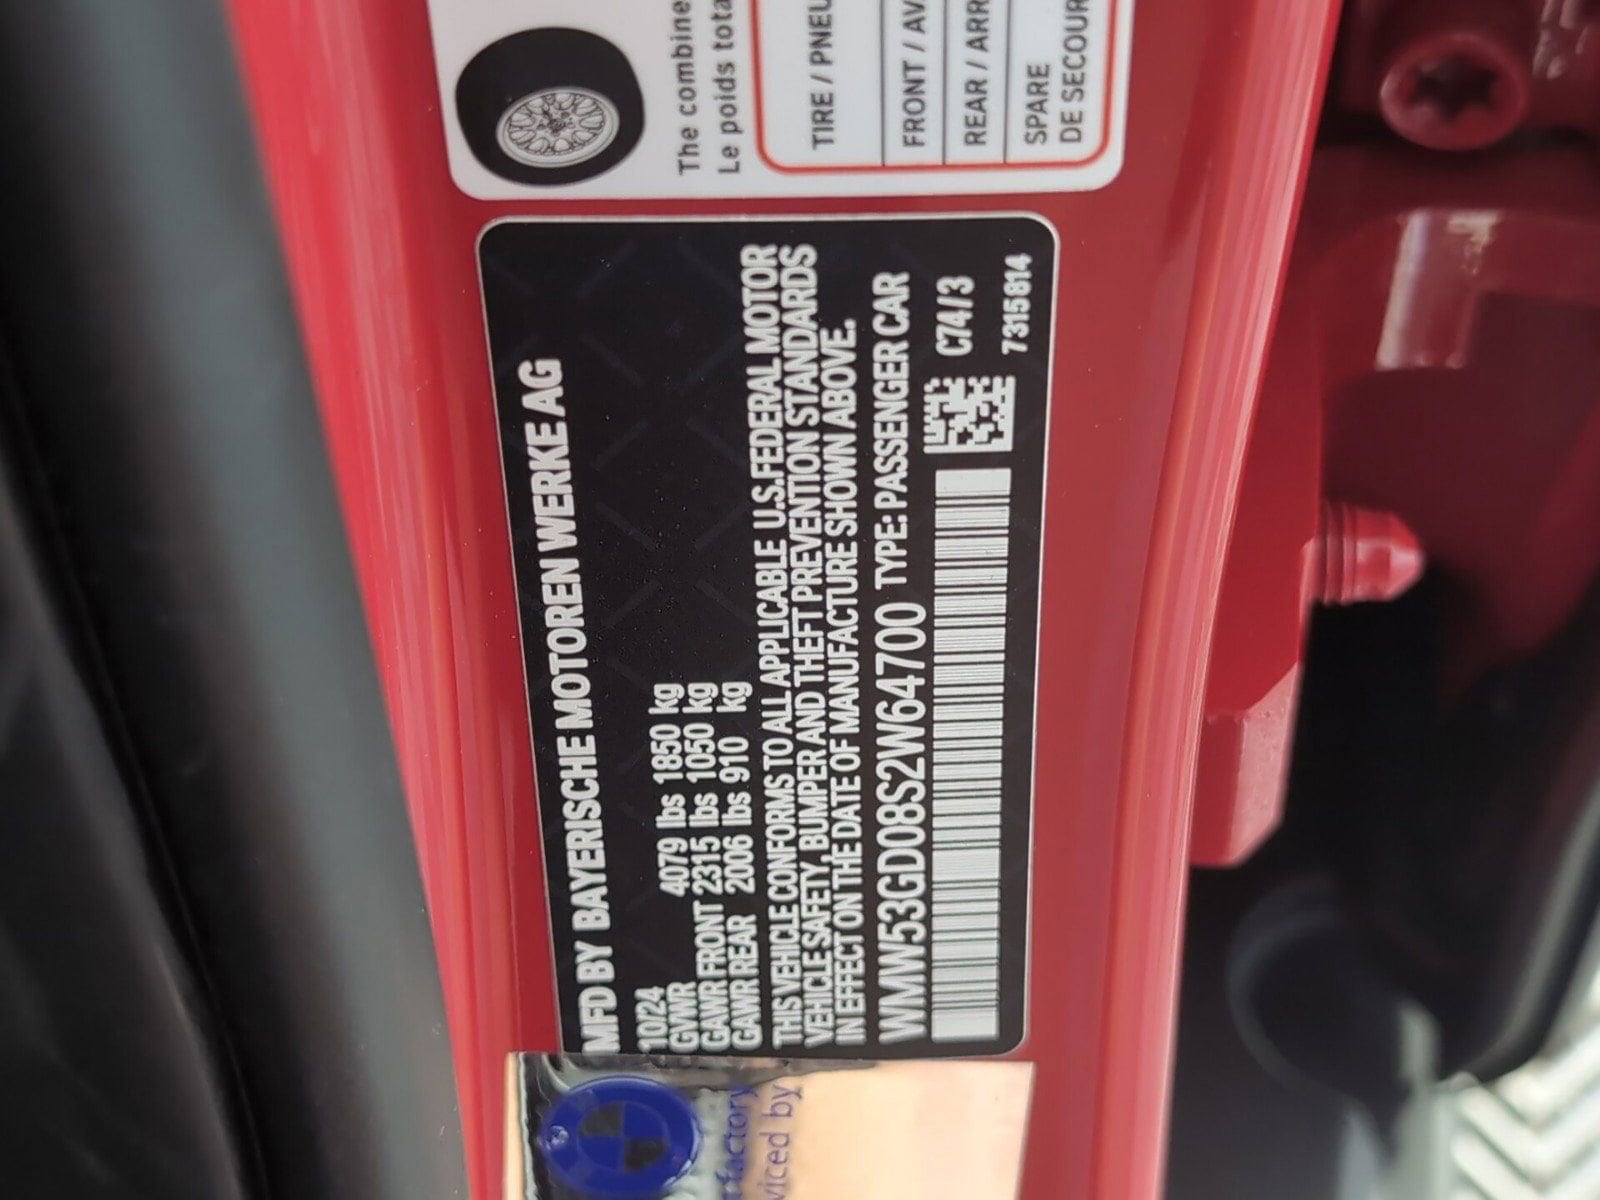 MFD BY BAYERISCHE MOTOREN WERKE AG
10/24
GVWR 4079 lbs 1850 kg
GAWR FRONT 2315 lbs 1050 kg
GAWR REAR 2006 lbs 910 kg
THIS VEHICLE CONFORMS TO ALL APPLICABLE U.S.FEDERAL MOTOR
VEHICLE SAFETY, BUMPER AND THEFT PREVENTION STANDARDS
IN EFFECT ON THE DATE OF MANUFACTURE SHOWN ABOVE.
WMW53GD08S2W64700 TYPE: PASSENGER CAR
C74/3
7315814
The combine
Le poids tota
TIRE / PNEU
FRONT / AV
REAR / ARR
SPARE
DE SECOUR
factory
viced by